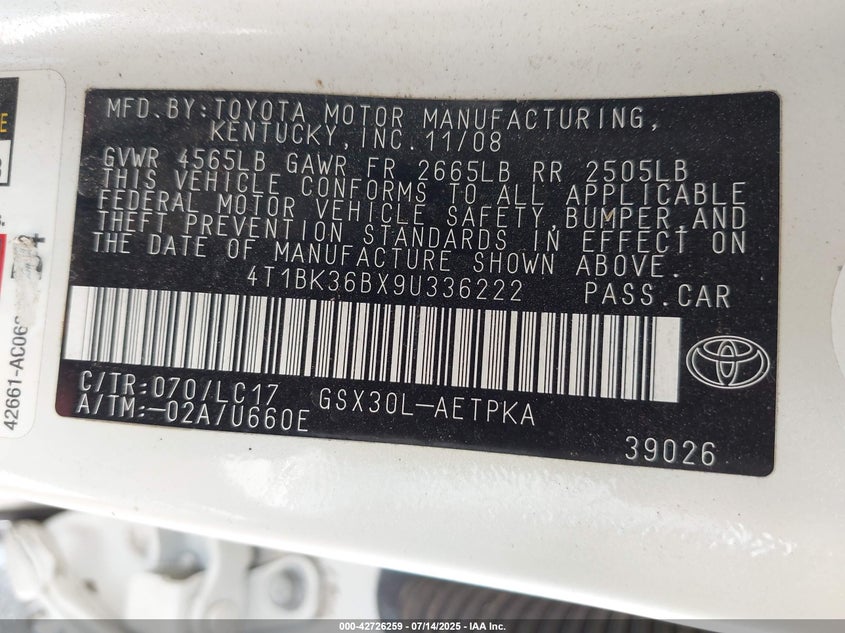 MFD.BY:TOYOTA MOTOR MANUFACTURING,
KENTUCKY, INC. 11/08
GVWR 4565LB GAWR FR 2665LB RR 2505LB
THIS VEHICLE CONFORMS TO ALL APPLICABLE
FEDERAL MOTOR VEHICLE SAFETY, BUMPER, AND
THEFT PREVENTION STANDARDS IN EFFECT ON
THE DATE OF MANUFACTURE SHOWN ABOVE.
4T1BK36BX9U336222 PASS.CAR
C/TR:070/LC17 GSX30L-AETPKA
A/TM:-02A/U660E
39026
42661-AC06
000-42726259 - 07/14/2025 - IAA Inc.